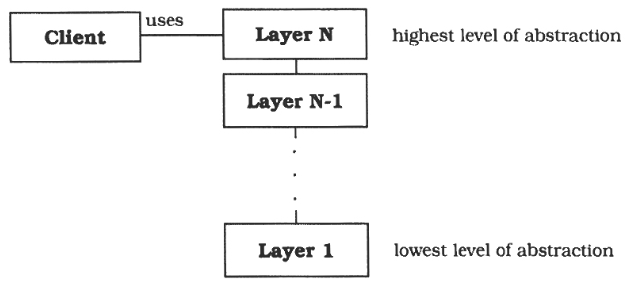 Client
uses
Layer N
highest level of abstraction
Layer N-1
Layer 1
lowest level of abstraction